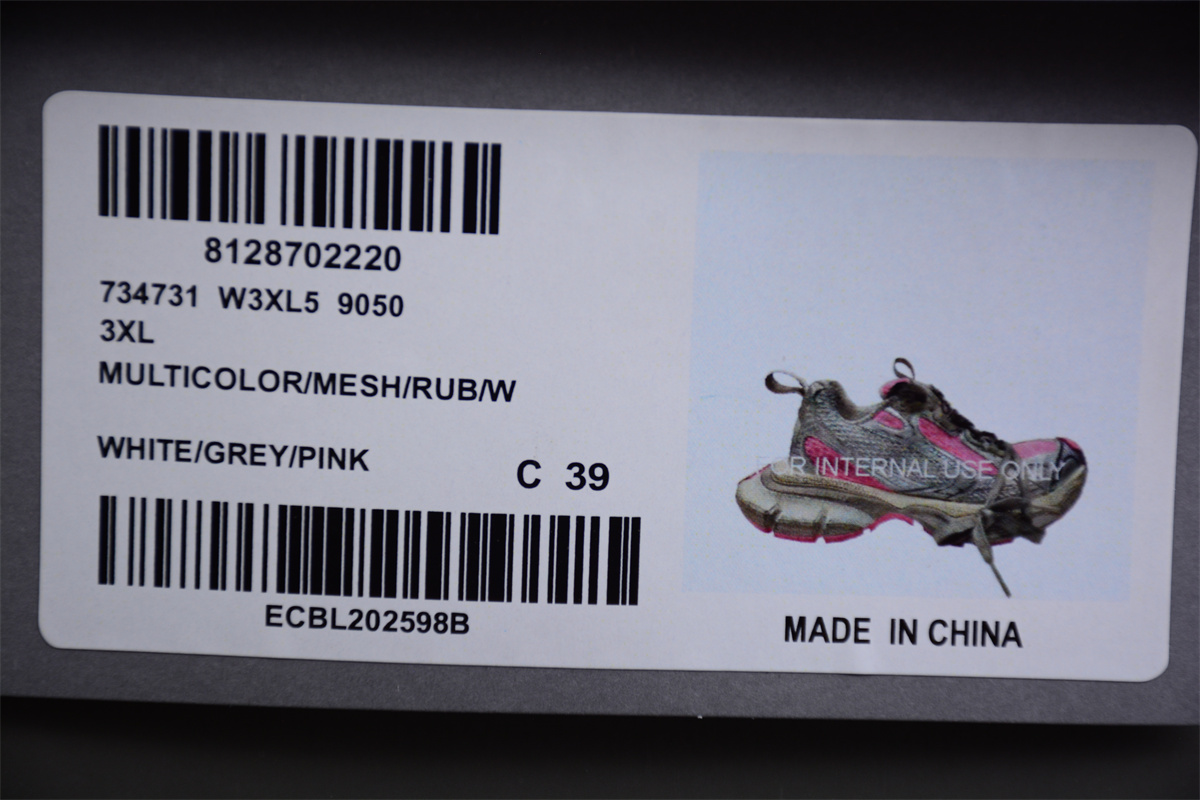 8128702220
734731 W3XL5 9050
3XL
MULTICOLOR/MESH/RUB/W
WHITE/GREY/PINK
C 39
ECBL202598B
FOR INTERNAL USE ONLY
MADE IN CHINA